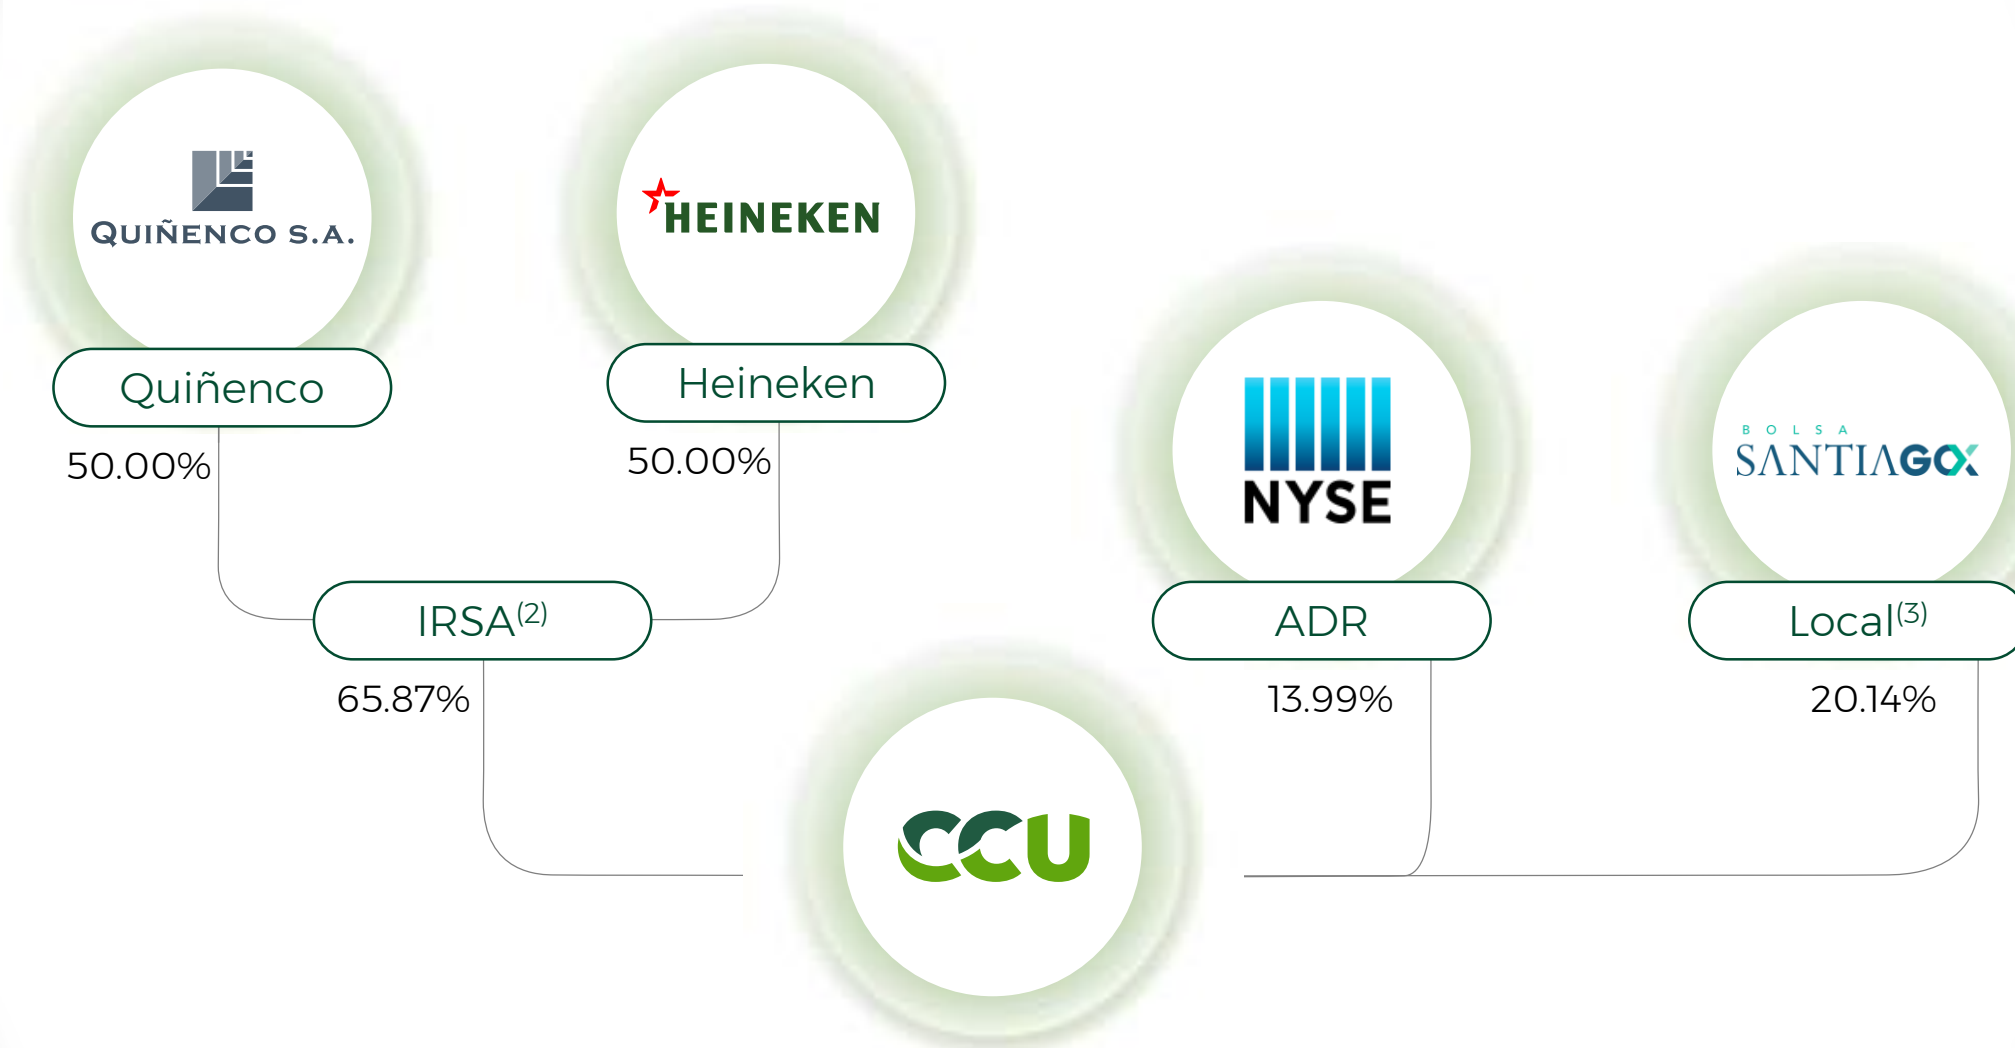 QUIÑENCO S.A.
HEINEKEN
Quiñenco
Heineken
50.00%
50.00%
NYSE
BOLSA
SANTIAGO
IRSA(2)
ADR
Local(3)
65.87%
13.99%
20.14%
CCU